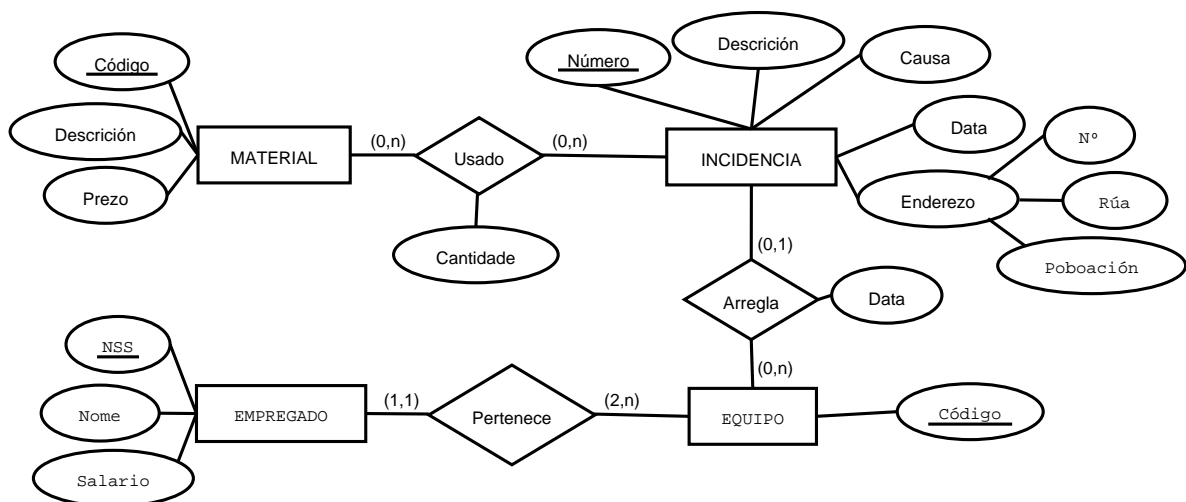 Código
Descrición
Prezo
MATERIAL
(0,n)
Usado
(0,n)
Cantidade
Número
Descrición
Causa
INCIDENCIA
Data
Enderezo
Nº
Rúa
Poboación
(0,1)
Arregla
Data
(0,n)
NSS
Nome
Salario
EMPREGADO
(1,1)
Pertenece
(2,n)
EQUIPO
Código